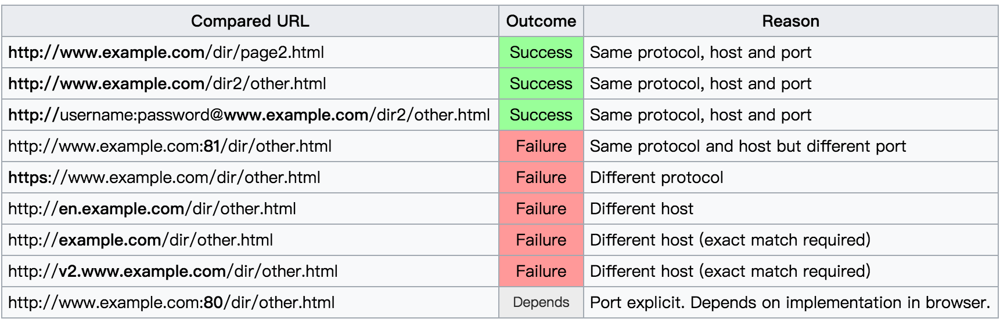 Compared URL Outcome Reason
http://www.example.com/dir/page2.html Success Same protocol, host and port
http://www.example.com/dir2/other.html Success Same protocol, host and port
http://username:password@www.example.com/dir2/other.html Success Same protocol, host and port
http://www.example.com:81/dir/other.html Failure Same protocol and host but different port
https://www.example.com/dir/other.html Failure Different protocol
http://en.example.com/dir/other.html Failure Different host
http://example.com/dir/other.html Failure Different host (exact match required)
http://v2.www.example.com/dir/other.html Failure Different host (exact match required)
http://www.example.com:80/dir/other.html Depends Port explicit. Depends on implementation in browser.